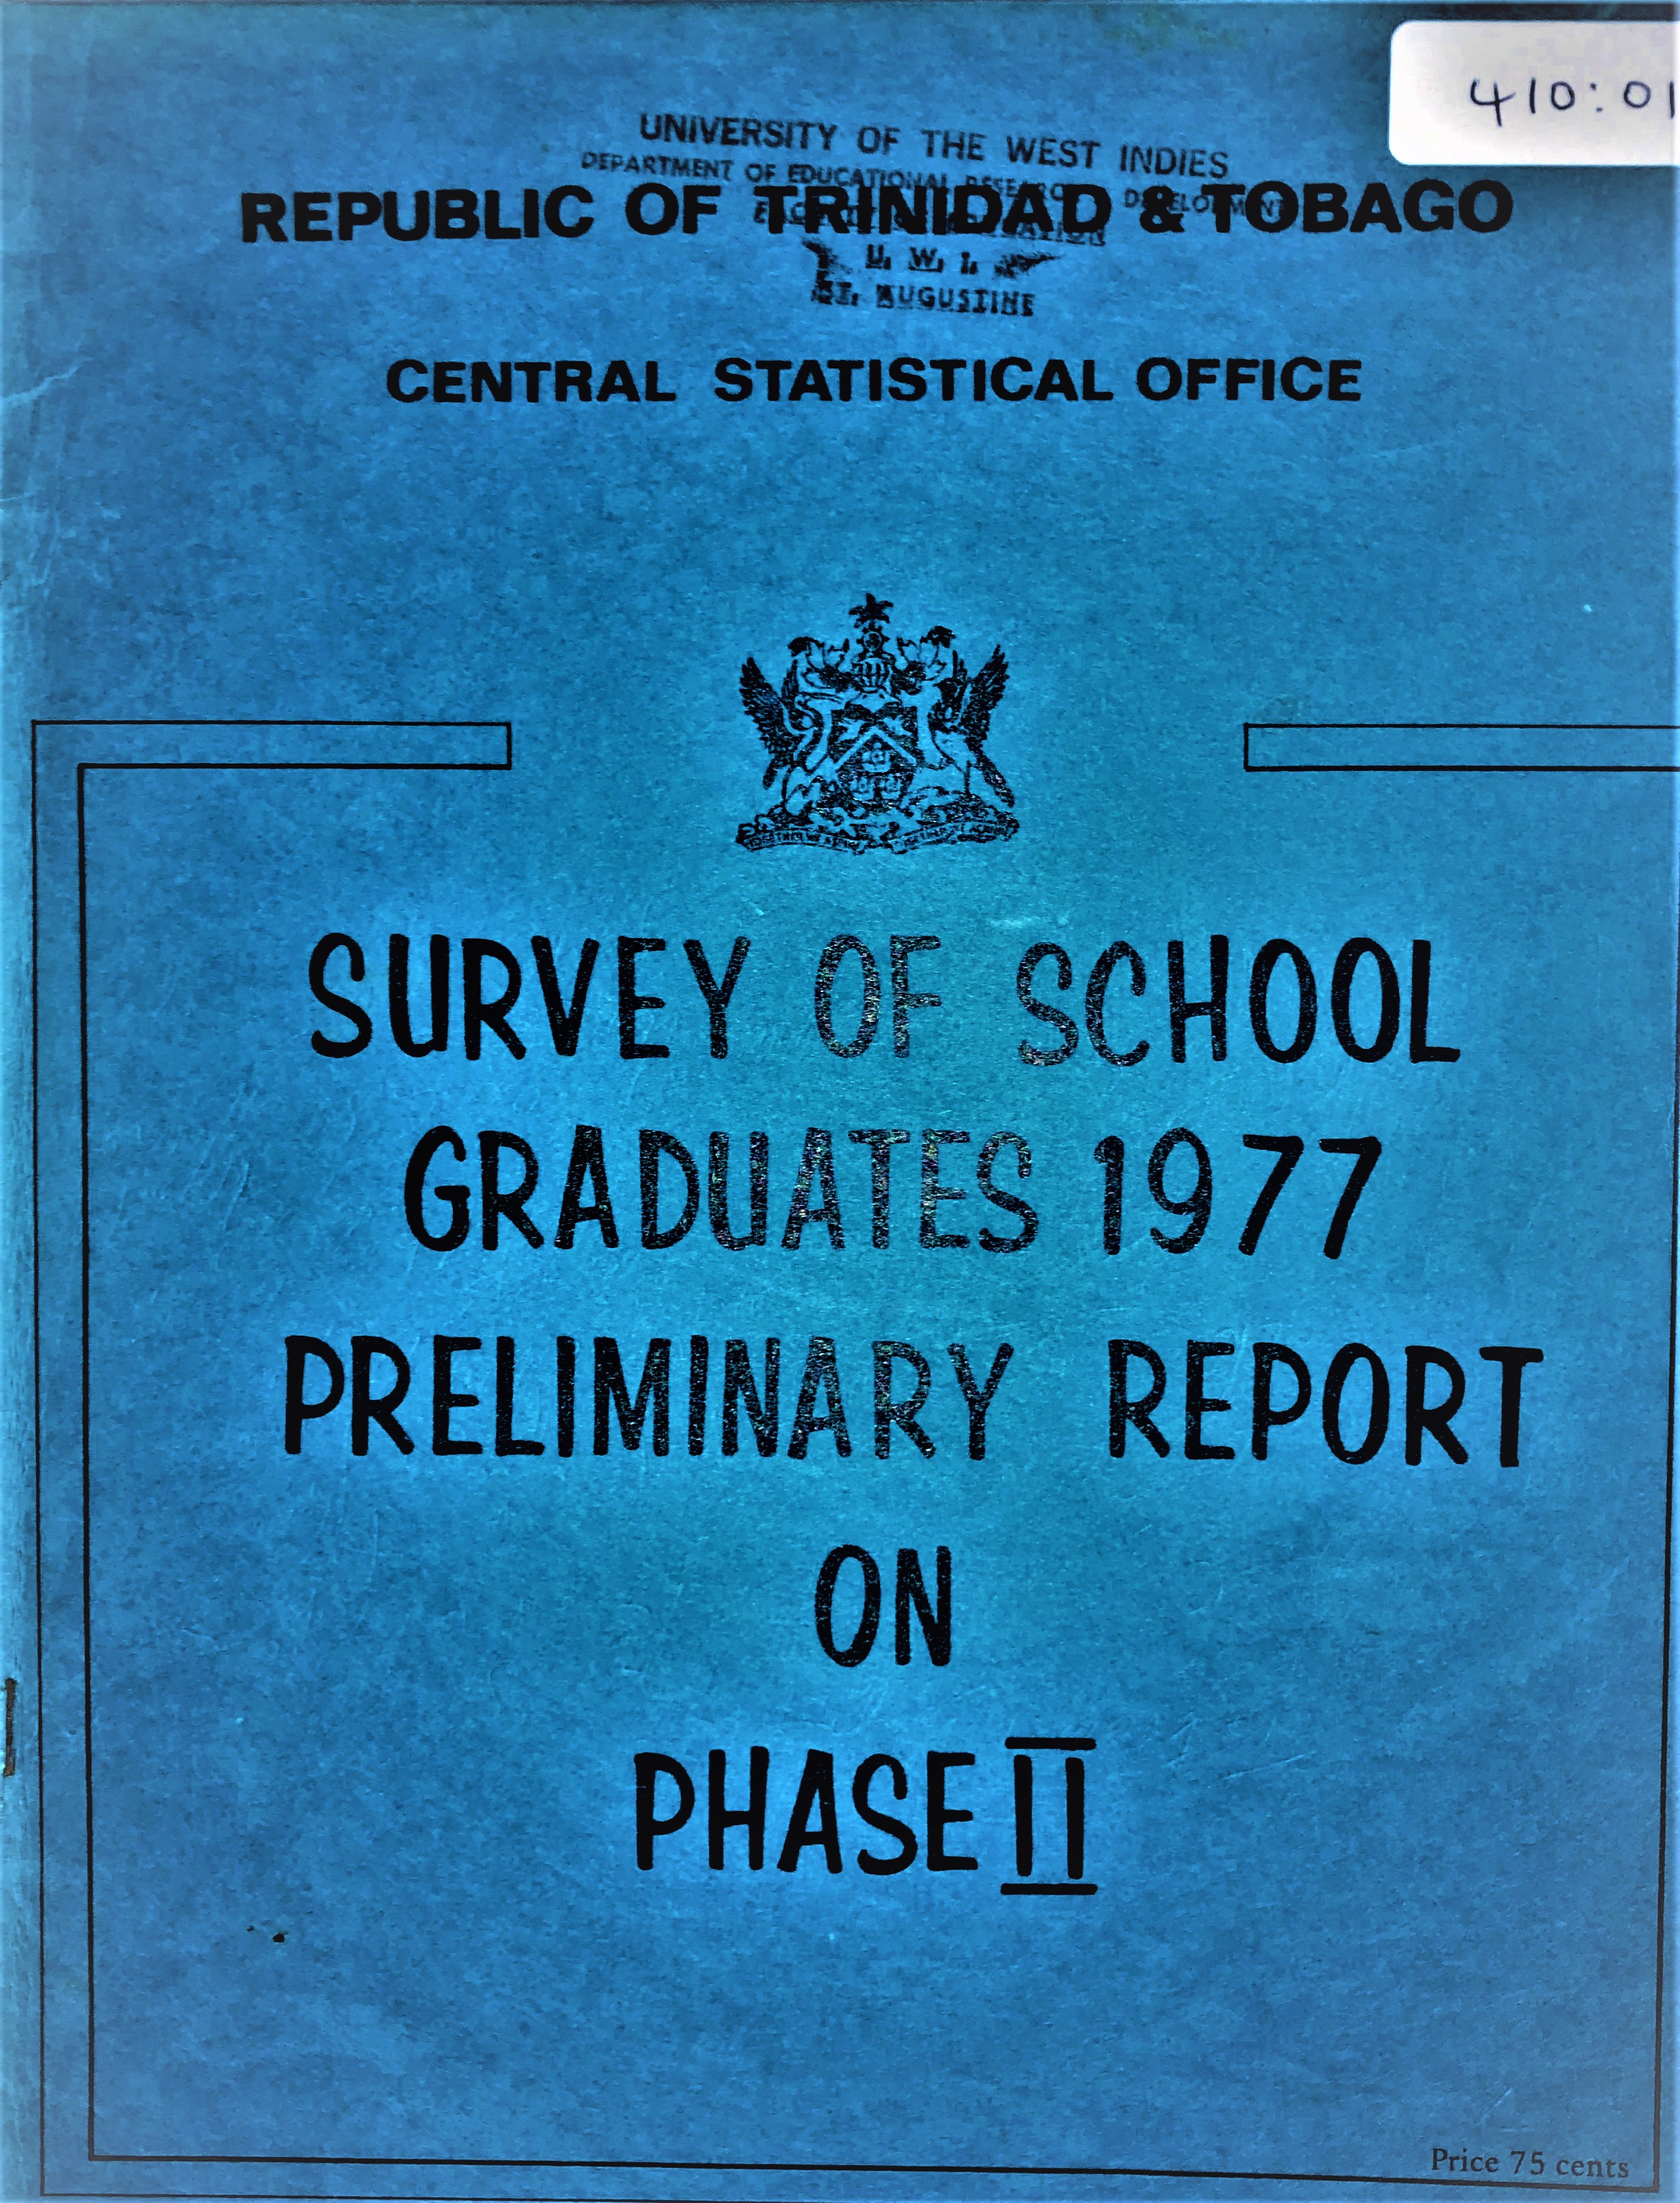 410:01
UNIVERSITY OF THE WEST INDIES
DEPARTMENT OF EDUCATIONAL RESEARCH DEVELOPMENT
REPUBLIC OF TRINIDAD & TOBAGO
U. W. I.
ST. AUGUSTINE
CENTRAL STATISTICAL OFFICE
SURVEY OF SCHOOL
GRADUATES 1977
PRELIMINARY REPORT
ON
PHASE II
Price 75 cents